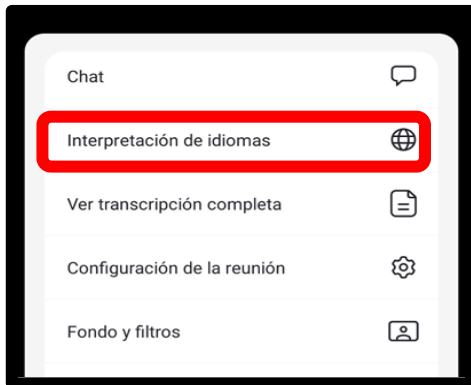 Chat
Interpretación de idiomas
Ver transcripción completa
Configuración de la reunión
Fondo y filtros